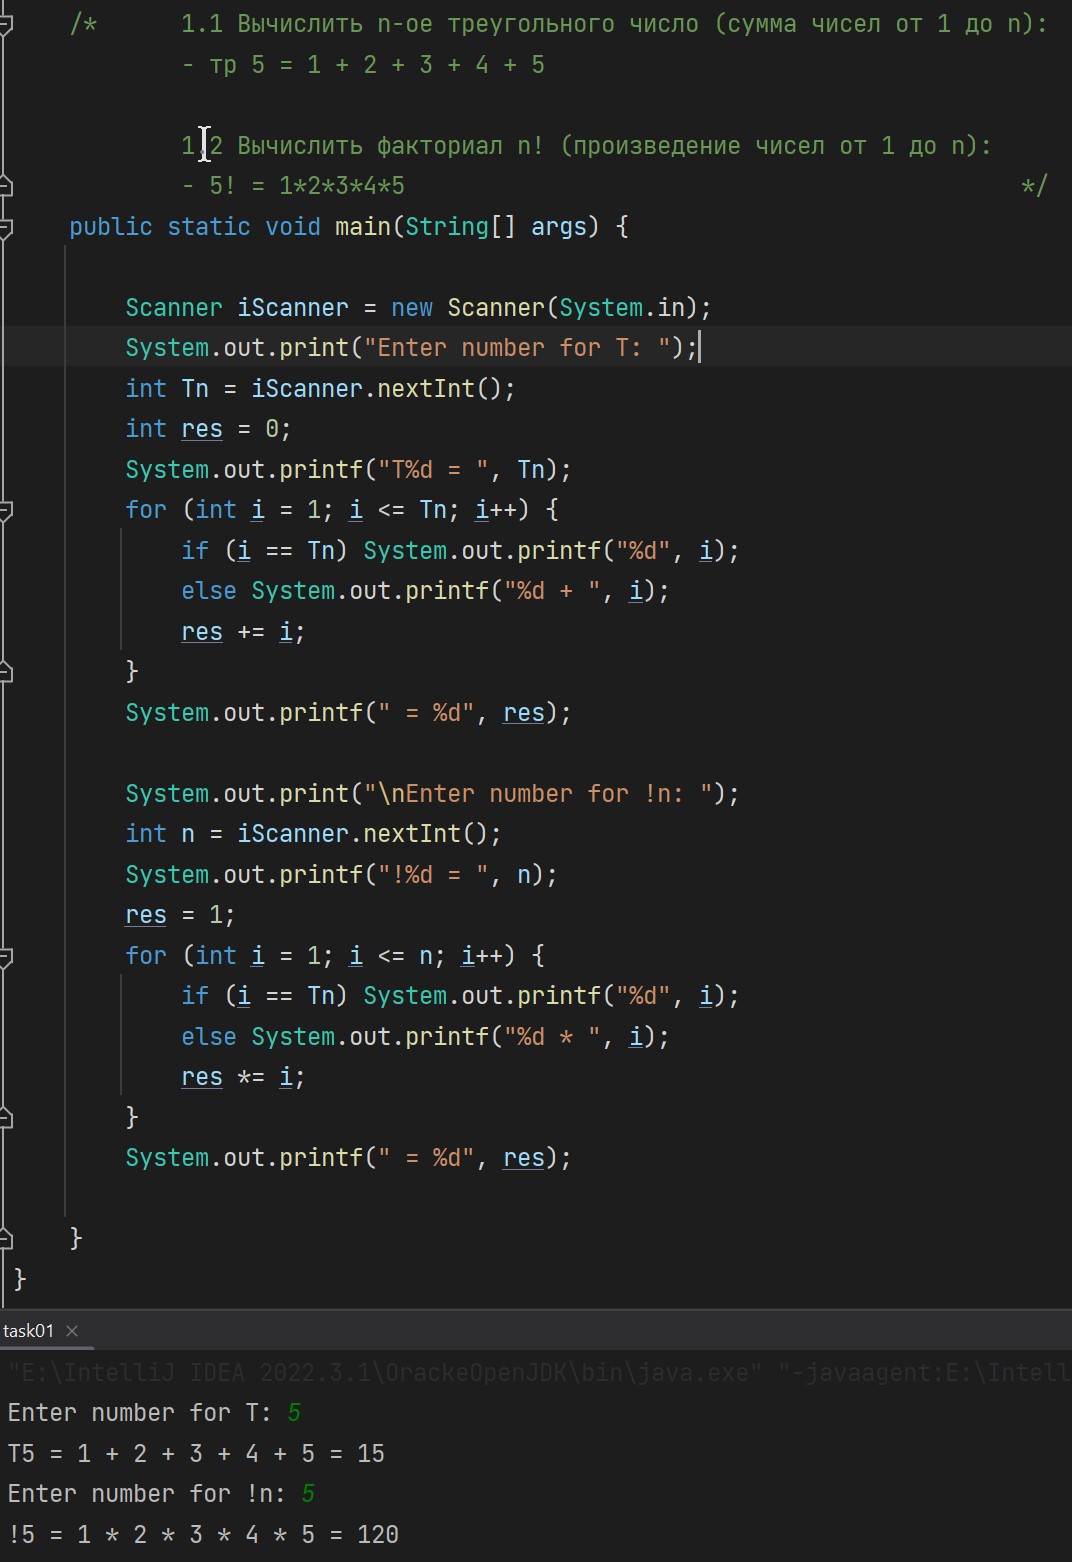 /*      1.1 Вычислить n-ое треугольного число (сумма чисел от 1 до n):
        - тр 5 = 1 + 2 + 3 + 4 + 5
        1.2 Вычислить факториал n! (произведение чисел от 1 до n):
        - 5! = 1*2*3*4*5                                            */
    public static void main(String[] args) {
        Scanner iScanner = new Scanner(System.in);
        System.out.print("Enter number for T: ");
        int Tn = iScanner.nextInt();
        int res = 0;
        System.out.printf("T%d = ", Tn);
        for (int i = 1; i <= Tn; i++) {
            if (i == Tn) System.out.printf("%d", i);
            else System.out.printf("%d + ", i);
            res += i;
        }
        System.out.printf(" = %d", res);
        System.out.print("\nEnter number for !n: ");
        int n = iScanner.nextInt();
        System.out.printf("!%d = ", n);
        res = 1;
        for (int i = 1; i <= n; i++) {
            if (i == Tn) System.out.printf("%d", i);
            else System.out.printf("%d * ", i);
            res *= i;
        }
        System.out.printf(" = %d", res);
    }
}
task01
"E:\IntelliJ IDEA 2022.3.1\OrackeOpenJDK\bin\java.exe" "-javaagent:E:\Intell
Enter number for T: 5
T5 = 1 + 2 + 3 + 4 + 5 = 15
Enter number for !n: 5
!5 = 1 * 2 * 3 * 4 * 5 = 120